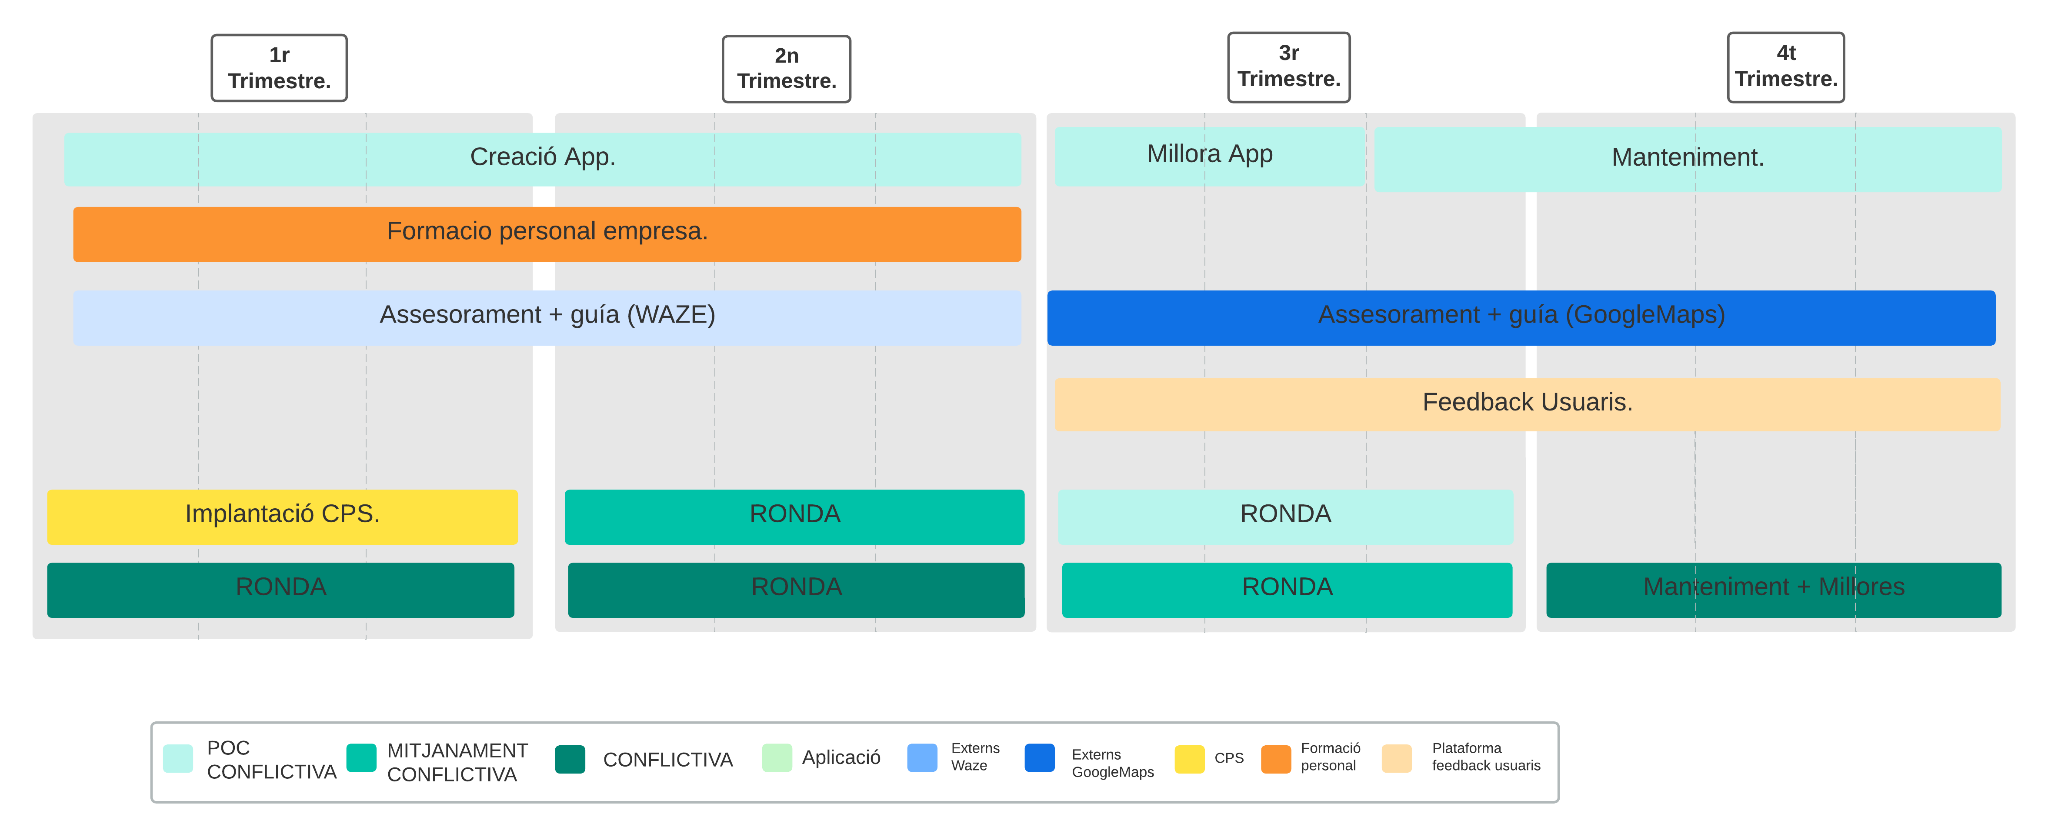 1r
Trimestre.
2n
Trimestre.
3r
Trimestre.
4t
Trimestre.
Creació App.
Millora App
Manteniment.
Formacio personal empresa.
Assesorament + guía (WAZE)
Assesorament + guía (GoogleMaps)
Feedback Usuaris.
Implantació CPS.
RONDA
RONDA
RONDA
RONDA
RONDA
Manteniment + Millores
POC
CONFLICTIVA
MITJANAMENT
CONFLICTIVA
CONFLICTIVA
Aplicació
Externs
Waze
Externs
GoogleMaps
CPS
Formació
personal
Plataforma
feedback usuaris